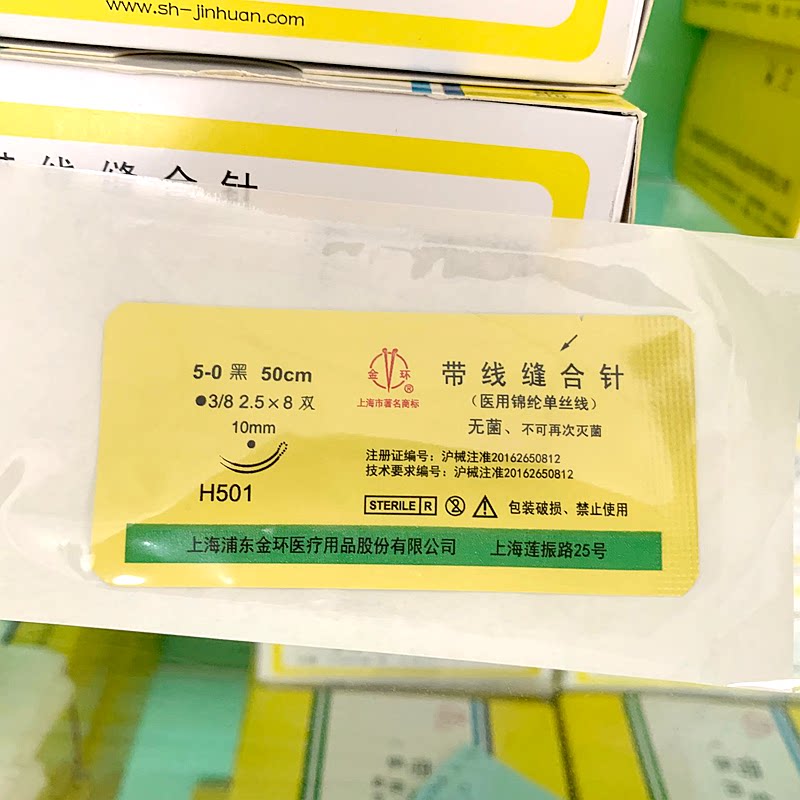 www.sh-jinhuan.com
线缝合针
5-0 黑 50cm
●3/8 2.5×8 双
10mm
H501
金环®
上海市著名商标
带线缝合针
(医用锦纶单丝线)
无菌、不可再次灭菌
注册证编号：沪械注准20162650812
技术要求编号：沪械注准20162650812
STERILE R
2
包装破损、禁止使用
上海浦东金环医疗用品股份有限公司 上海莲振路25号